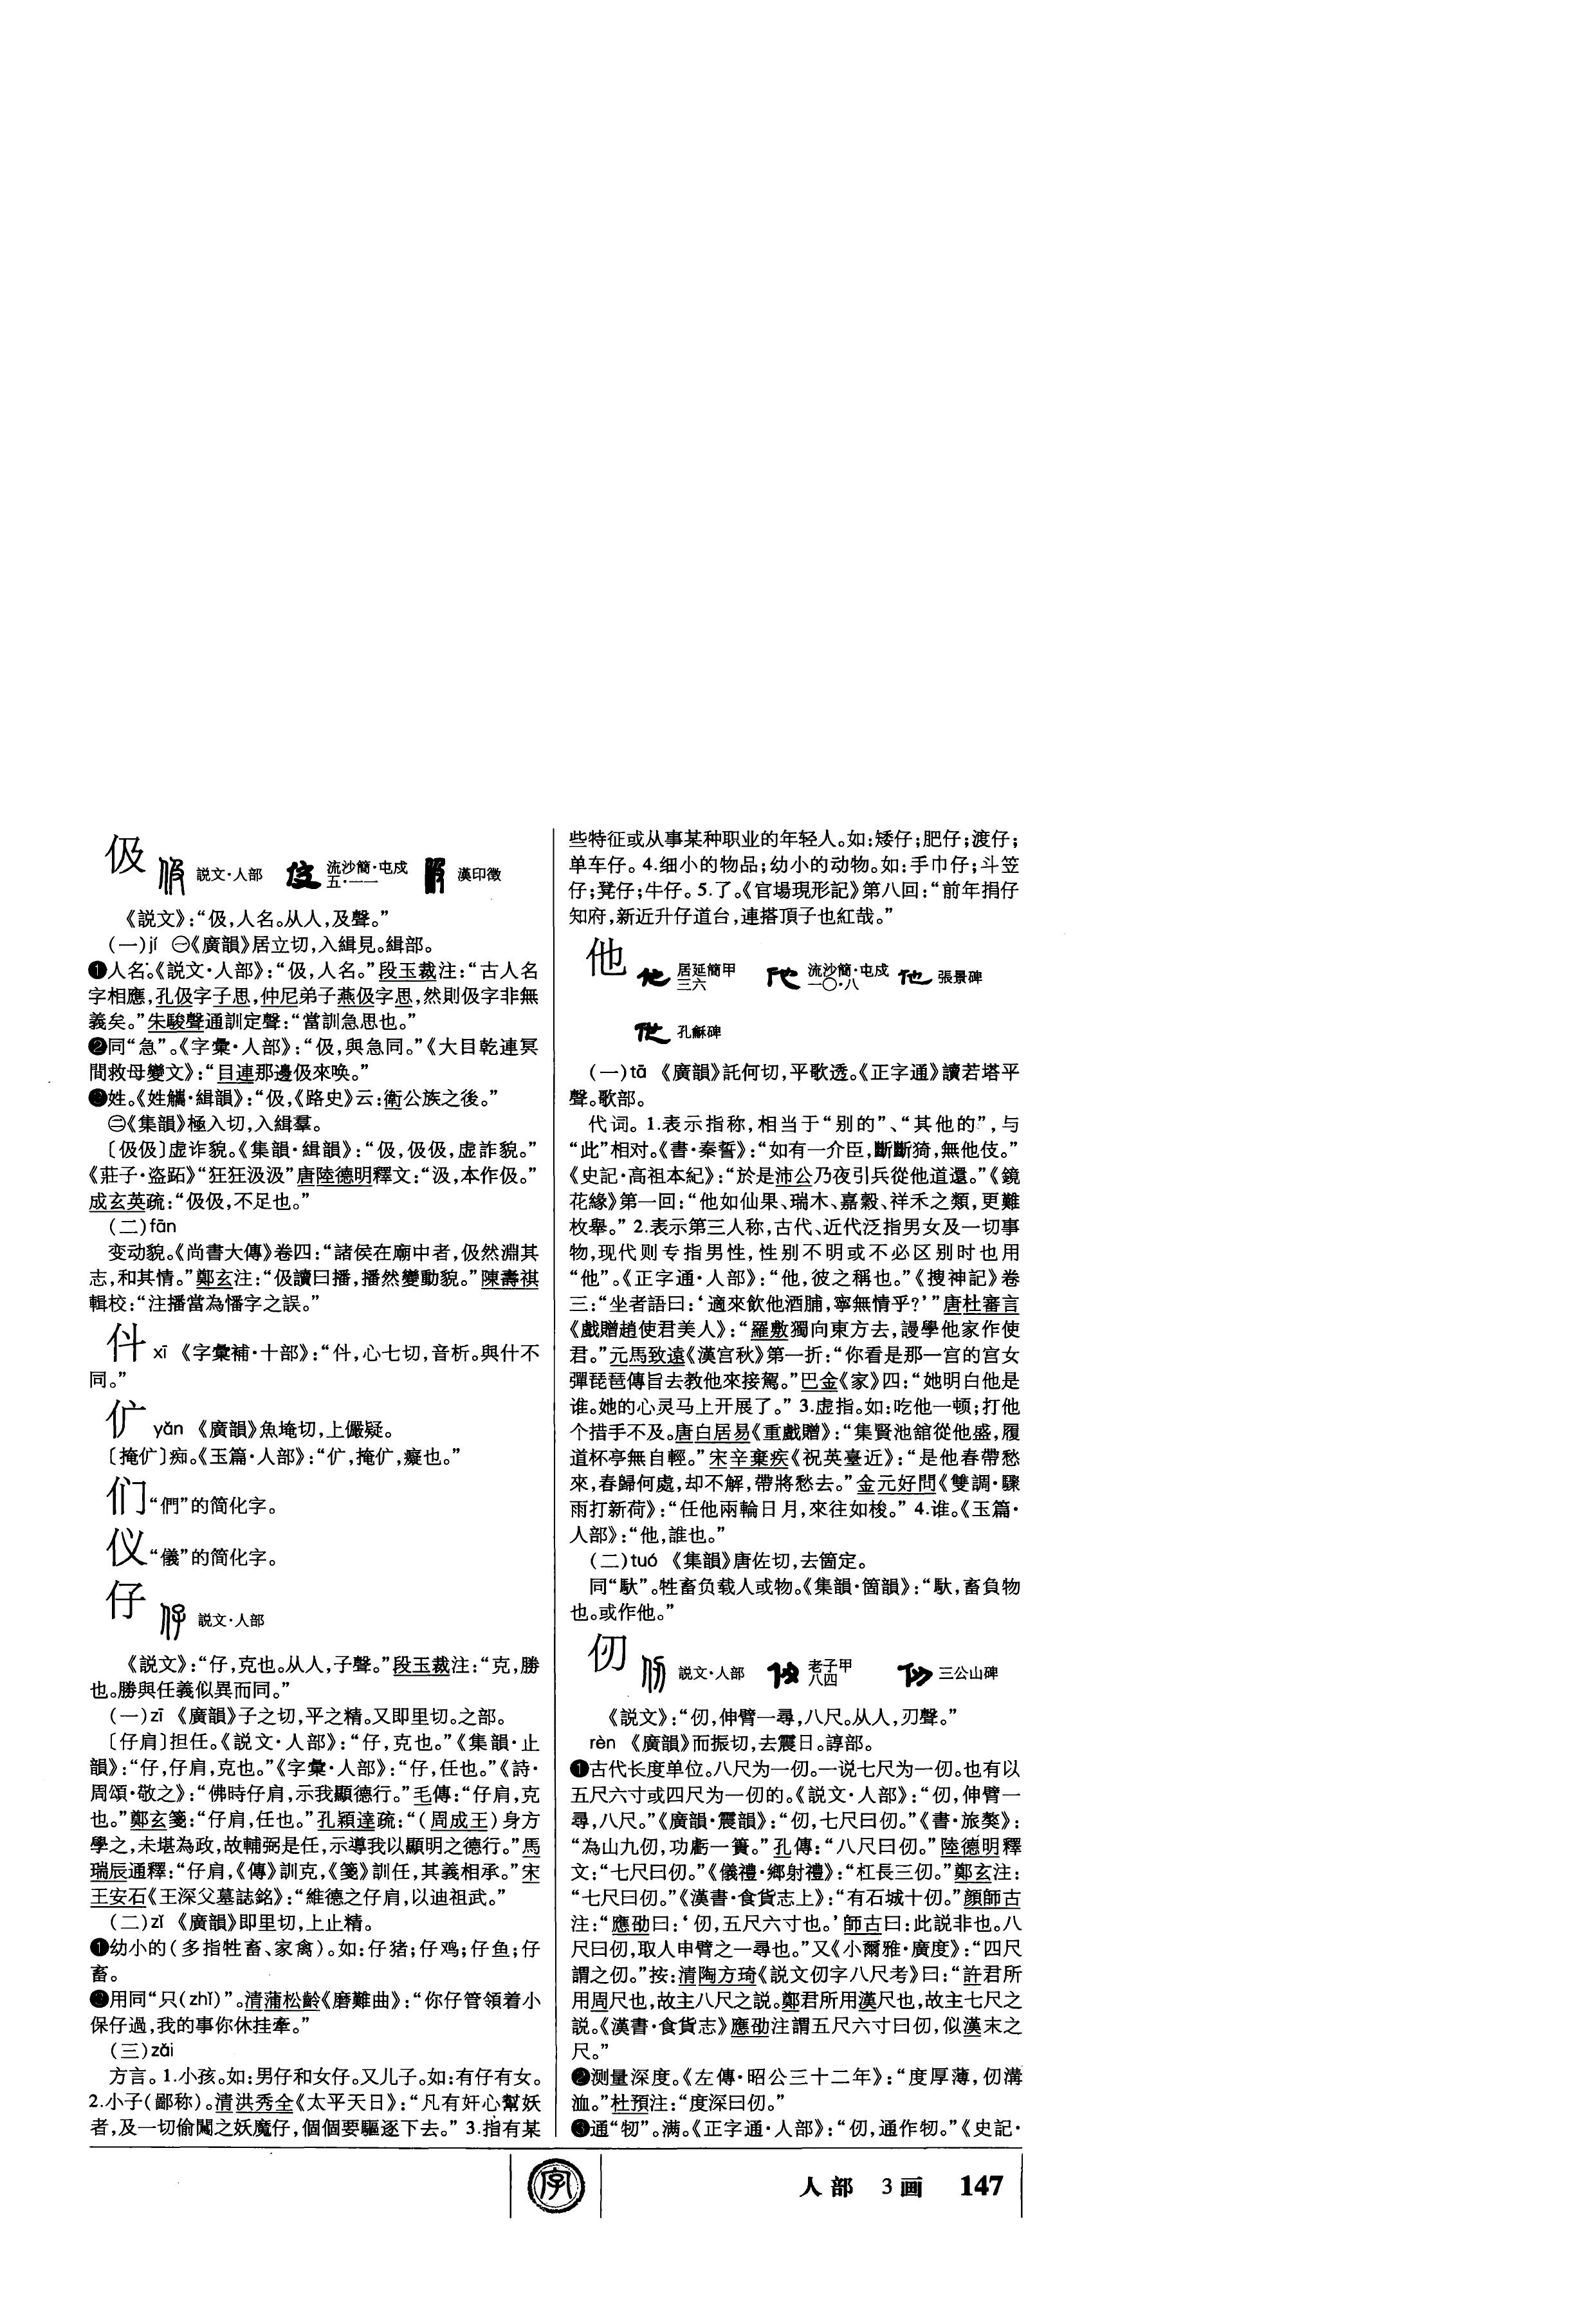 伋 説文·人部 流沙簡·屯戍 五·一一 漢印徵
《説文》：“伋，人名。从人，及聲。”
（一）jí ㊀《廣韻》居立切，入緝見。緝部。
❶人名。《説文·人部》：“伋，人名。”段玉裁注：“古人名
字相應，孔伋字子思，仲尼弟子燕伋字思，然則伋字非無
義矣。”朱駿聲通訓定聲：“當訓急思也。”
❷同“急”。《字彙·人部》：“伋，與急同。”《大目乾連冥
間救母變文》：“目連那邊伋來唤。”
❸姓。《姓觿·緝韻》：“伋，《路史》云：衛公族之後。”
㊁《集韻》極入切，入緝羣。
〔伋伋〕虚诈貌。《集韻·緝韻》：“伋，伋伋，虚詐貌。”
《莊子·盗跖》“狂狂汲汲”唐陸德明釋文：“汲，本作伋。”
成玄英疏：“伋伋，不足也。”
（二）fān
变动貌。《尚書大傳》卷四：“諸侯在廟中者，伋然淵其
志，和其情。”鄭玄注：“伋讀曰播，播然變動貌。”陳壽祺
輯校：“注播當為憣字之誤。”
仹 xī 《字彙補·十部》：“仹，心七切，音析。與什不
同。”
㐹 yǎn 《廣韻》魚埯切，上儼疑。
〔掩㐹〕痴。《玉篇·人部》：“㐹，掩㐹，癡也。”
们“們”的简化字。
仪“儀”的简化字。
仔 説文·人部
《説文》：“仔，克也。从人，子聲。”段玉裁注：“克，勝
也。勝與任義似異而同。”
（一）zī 《廣韻》子之切，平之精。又即里切。之部。
〔仔肩〕担任。《説文·人部》：“仔，克也。”《集韻·止
韻》：“仔，仔肩，克也。”《字彙·人部》：“仔，任也。”《詩·
周頌·敬之》：“佛時仔肩，示我顯德行。”毛傳：“仔肩，克
也。”鄭玄箋：“仔肩，任也。”孔穎達疏：“（周成王）身方
學之，未堪為政，故輔弼是任，示導我以顯明之德行。”馬
瑞辰通釋：“仔肩，《傳》訓克，《箋》訓任，其義相承。”宋
王安石《王深父墓誌銘》：“維德之仔肩，以迪祖武。”
（二）zǐ 《廣韻》即里切，上止精。
❶幼小的（多指牲畜、家禽）。如：仔猪；仔鸡；仔鱼；仔
畜。
❷用同“只（zhǐ）”。清蒲松齡《磨難曲》：“你仔管領着小
保仔過，我的事你休挂牽。”
（三）zǎi
方言。1.小孩。如：男仔和女仔。又儿子。如：有仔有女。
2.小子（鄙称）。清洪秀全《太平天日》：“凡有奸心幫妖
者，及一切偷闖之妖魔仔，個個要驅逐下去。” 3.指有某
些特征或从事某种职业的年轻人。如：矮仔；肥仔；渡仔；
单车仔。 4.细小的物品；幼小的动物。如：手巾仔；斗笠
仔；凳仔；牛仔。 5.了。《官場現形記》第八回：“前年捐仔
知府，新近升仔道台，連搭頂子也紅哉。”
他 居延簡甲 三六 流沙簡·屯戍 一〇·八 張景碑
孔龢碑
（一）tā 《廣韻》託何切，平歌透。《正字通》讀若塔平
聲。歌部。
代词。 1.表示指称，相当于“别的”、“其他的”，与
“此”相对。《書·秦誓》：“如有一介臣，斷斷猗，無他伎。”
《史記·高祖本紀》：“於是沛公乃夜引兵從他道還。”《鏡
花緣》第一回：“他如仙果、瑞木、嘉穀、祥禾之類，更難
枚舉。” 2.表示第三人称，古代、近代泛指男女及一切事
物，现代则专指男性，性别不明或不必区别时也用
“他”。《正字通·人部》：“他，彼之稱也。”《搜神記》卷
三：“坐者語曰：‘適來飲他酒脯，寧無情乎？’”唐杜審言
《戲贈趙使君美人》：“羅敷獨向東方去，謾學他家作使
君。”元馬致遠《漢宫秋》第一折：“你看是那一宫的宫女
彈琵琶傳旨去教他來接駕。”巴金《家》四：“她明白他是
谁。她的心灵马上开展了。” 3.虚指。如：吃他一顿；打他
个措手不及。唐白居易《重戲贈》：“集賢池舘從他盛，履
道杯亭無自輕。”宋辛棄疾《祝英臺近》：“是他春帶愁
來，春歸何處，却不解，帶將愁去。”金元好問《雙調·驟
雨打新荷》：“任他兩輪日月，來往如梭。” 4.谁。《玉篇·
人部》：“他，誰也。”
（二）tuó 《集韻》唐佐切，去箇定。
同“馱”。牲畜负载人或物。《集韻·箇韻》：“馱，畜負物
也。或作他。”
仞 説文·人部 老子甲 八四 三公山碑
《説文》：“仞，伸臂一尋，八尺。从人，刃聲。”
rèn 《廣韻》而振切，去震日。諄部。
❶古代长度单位。八尺为一仞。一说七尺为一仞。也有以
五尺六寸或四尺为一仞的。《説文·人部》：“仞，伸臂一
尋，八尺。”《廣韻·震韻》：“仞，七尺曰仞。”《書·旅獒》：
“為山九仞，功虧一簣。”孔傳：“八尺曰仞。”陸德明釋
文：“七尺曰仞。”《儀禮·鄉射禮》：“杠長三仞。”鄭玄注：
“七尺曰仞。”《漢書·食貨志上》：“有石城十仞。”顔師古
注：“應劭曰：‘仞，五尺六寸也。’師古曰：此説非也。八
尺曰仞，取人申臂之一尋也。”又《小爾雅·廣度》：“四尺
謂之仞。”按：清陶方琦《説文仞字八尺考》曰：“許君所
用周尺也，故主八尺之説。鄭君所用漢尺也，故主七尺之
説。《漢書·食貨志》應劭注謂五尺六寸曰仞，似漢末之
尺。”
❷测量深度。《左傳·昭公三十二年》：“度厚薄，仞溝
洫。”杜預注：“度深曰仞。”
❸通“牣”。满。《正字通·人部》：“仞，通作牣。”《史記·
字
人部 3画 147